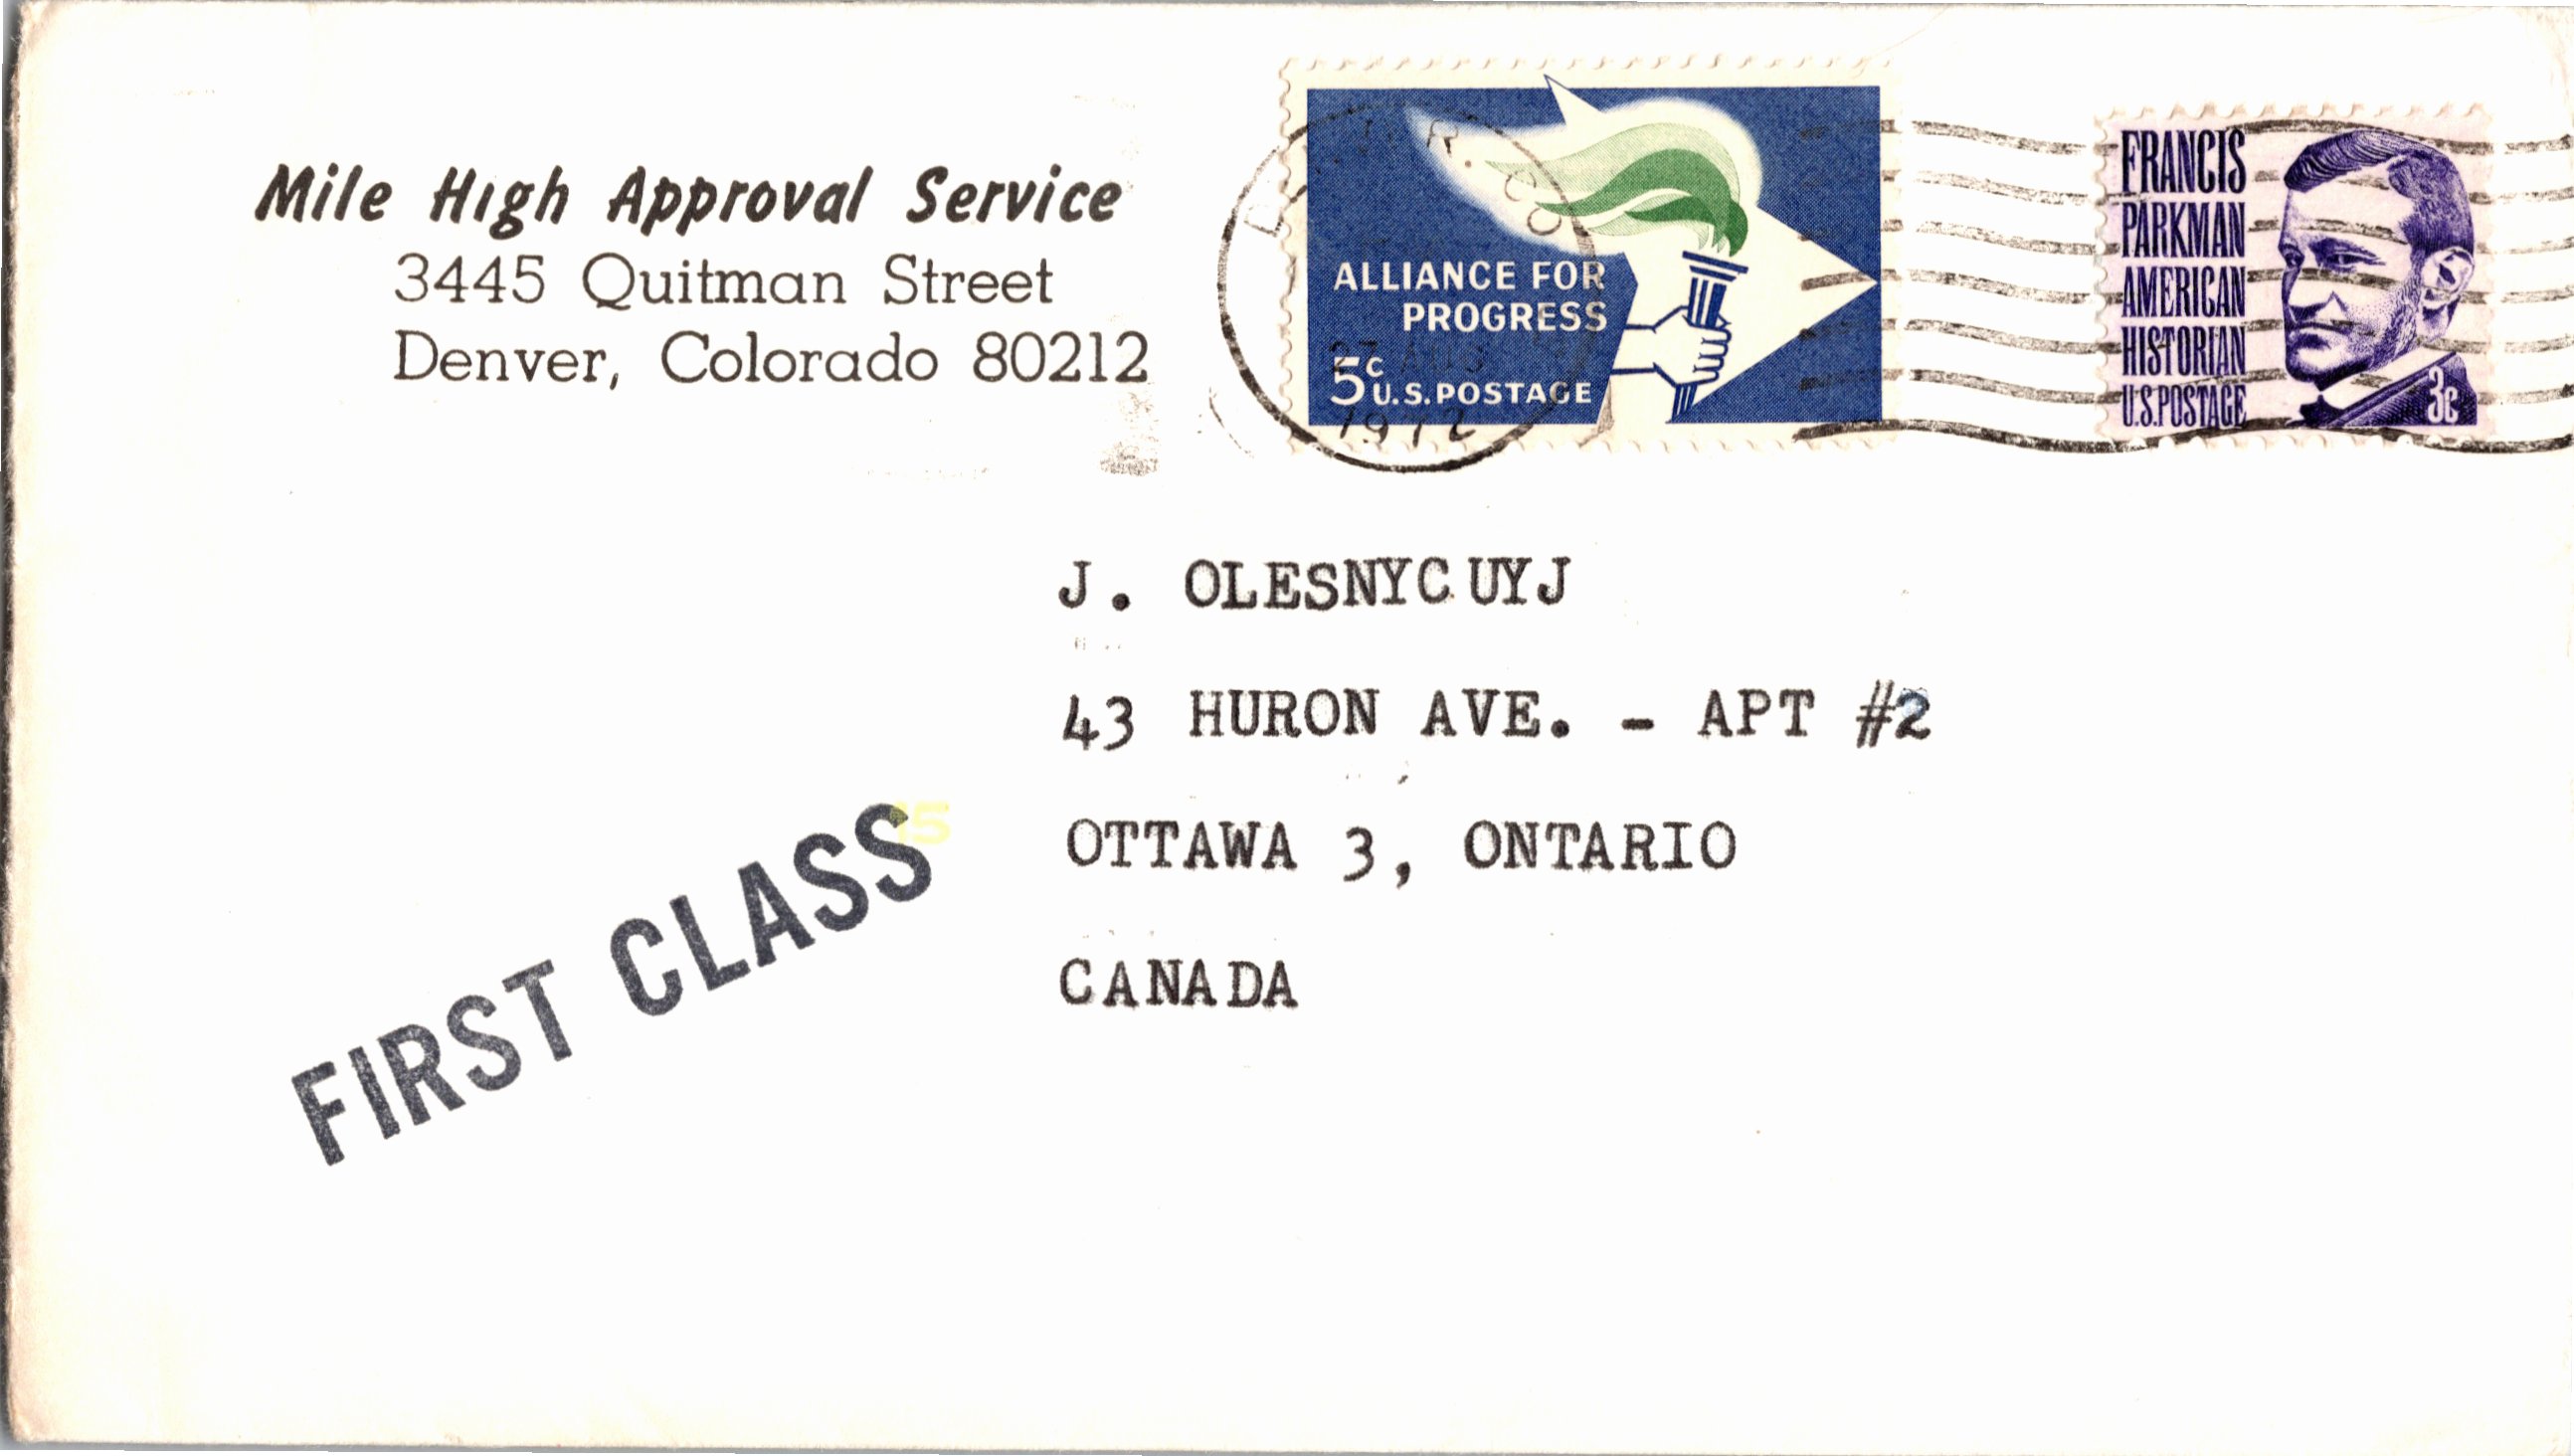 Mile High Approval Service
3445 Quitman Street
Denver, Colorado 80212
ALLIANCE FOR
PROGRESS
5c U.S. POSTAGE
1972
FRANCIS
PARKMAN
AMERICAN
HISTORIAN
U.S. POSTAGE
3c
J. OLESNYCUYJ
43 HURON AVE. - APT #2
OTTAWA 3, ONTARIO
CANADA
15
FIRST CLASS